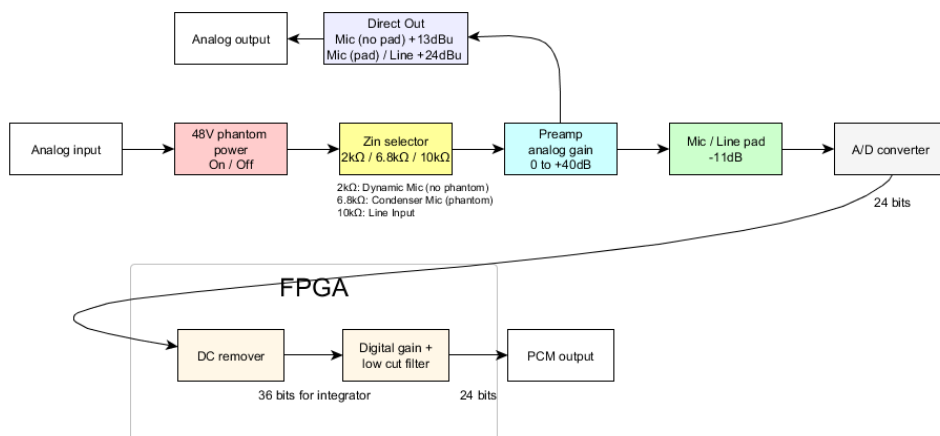 Direct Out
Mic (no pad) +13dBu
Mic (pad) / Line +24dBu
Analog output
Analog input
48V phantom
power
On / Off
Zin selector
2kΩ / 6.8kΩ / 10kΩ
Preamp
analog gain
0 to +40dB
Mic / Line pad
-11dB
A/D converter
2kΩ: Dynamic Mic (no phantom)
6.8kΩ: Condenser Mic (phantom)
10kΩ: Line Input
24 bits
FPGA
DC remover
Digital gain +
low cut filter
PCM output
36 bits for integrator
24 bits